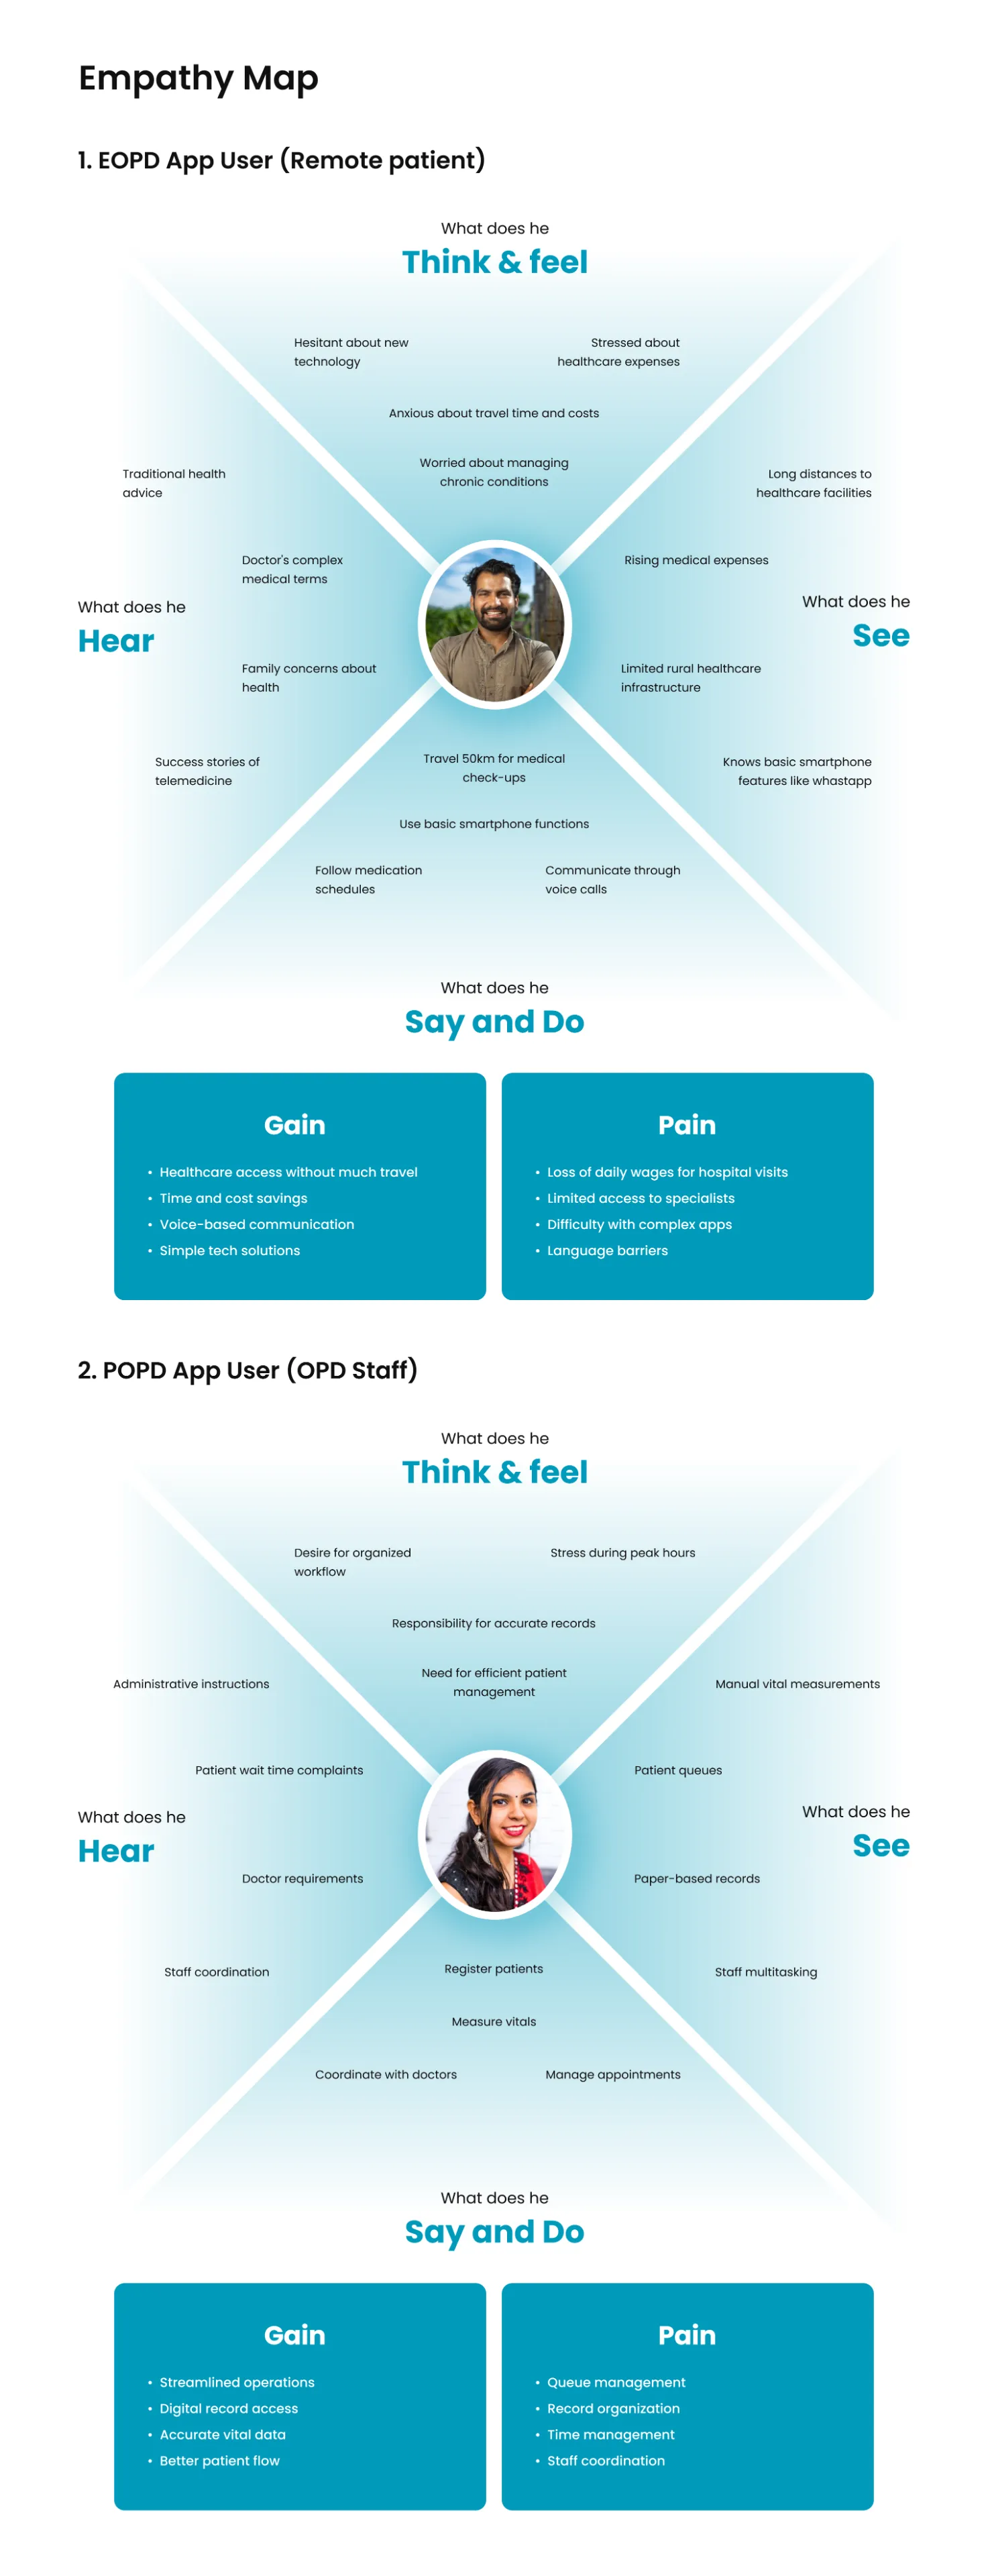 Empathy Map
1. EOPD App User (Remote patient)
What does he
Think & feel
Hesitant about new
technology
Stressed about
healthcare expenses
Anxious about travel time and costs
Worried about managing
chronic conditions
Traditional health
advice
Doctor's complex
medical terms
What does he
Hear
Family concerns about
health
Success stories of
telemedicine
Long distances to
healthcare facilities
Rising medical expenses
What does he
See
Limited rural healthcare
infrastructure
Knows basic smartphone
features like whastapp
Travel 50km for medical
check-ups
Use basic smartphone functions
Follow medication
schedules
Communicate through
voice calls
What does he
Say and Do
Gain
• Healthcare access without much travel
• Time and cost savings
• Voice-based communication
• Simple tech solutions
Pain
• Loss of daily wages for hospital visits
• Limited access to specialists
• Difficulty with complex apps
• Language barriers
2. POPD App User (OPD Staff)
What does he
Think & feel
Desire for organized
workflow
Stress during peak hours
Responsibility for accurate records
Need for efficient patient
management
Administrative instructions
Patient wait time complaints
What does he
Hear
Doctor requirements
Staff coordination
Manual vital measurements
Patient queues
What does he
See
Paper-based records
Staff multitasking
Register patients
Measure vitals
Coordinate with doctors
Manage appointments
What does he
Say and Do
Gain
• Streamlined operations
• Digital record access
• Accurate vital data
• Better patient flow
Pain
• Queue management
• Record organization
• Time management
• Staff coordination